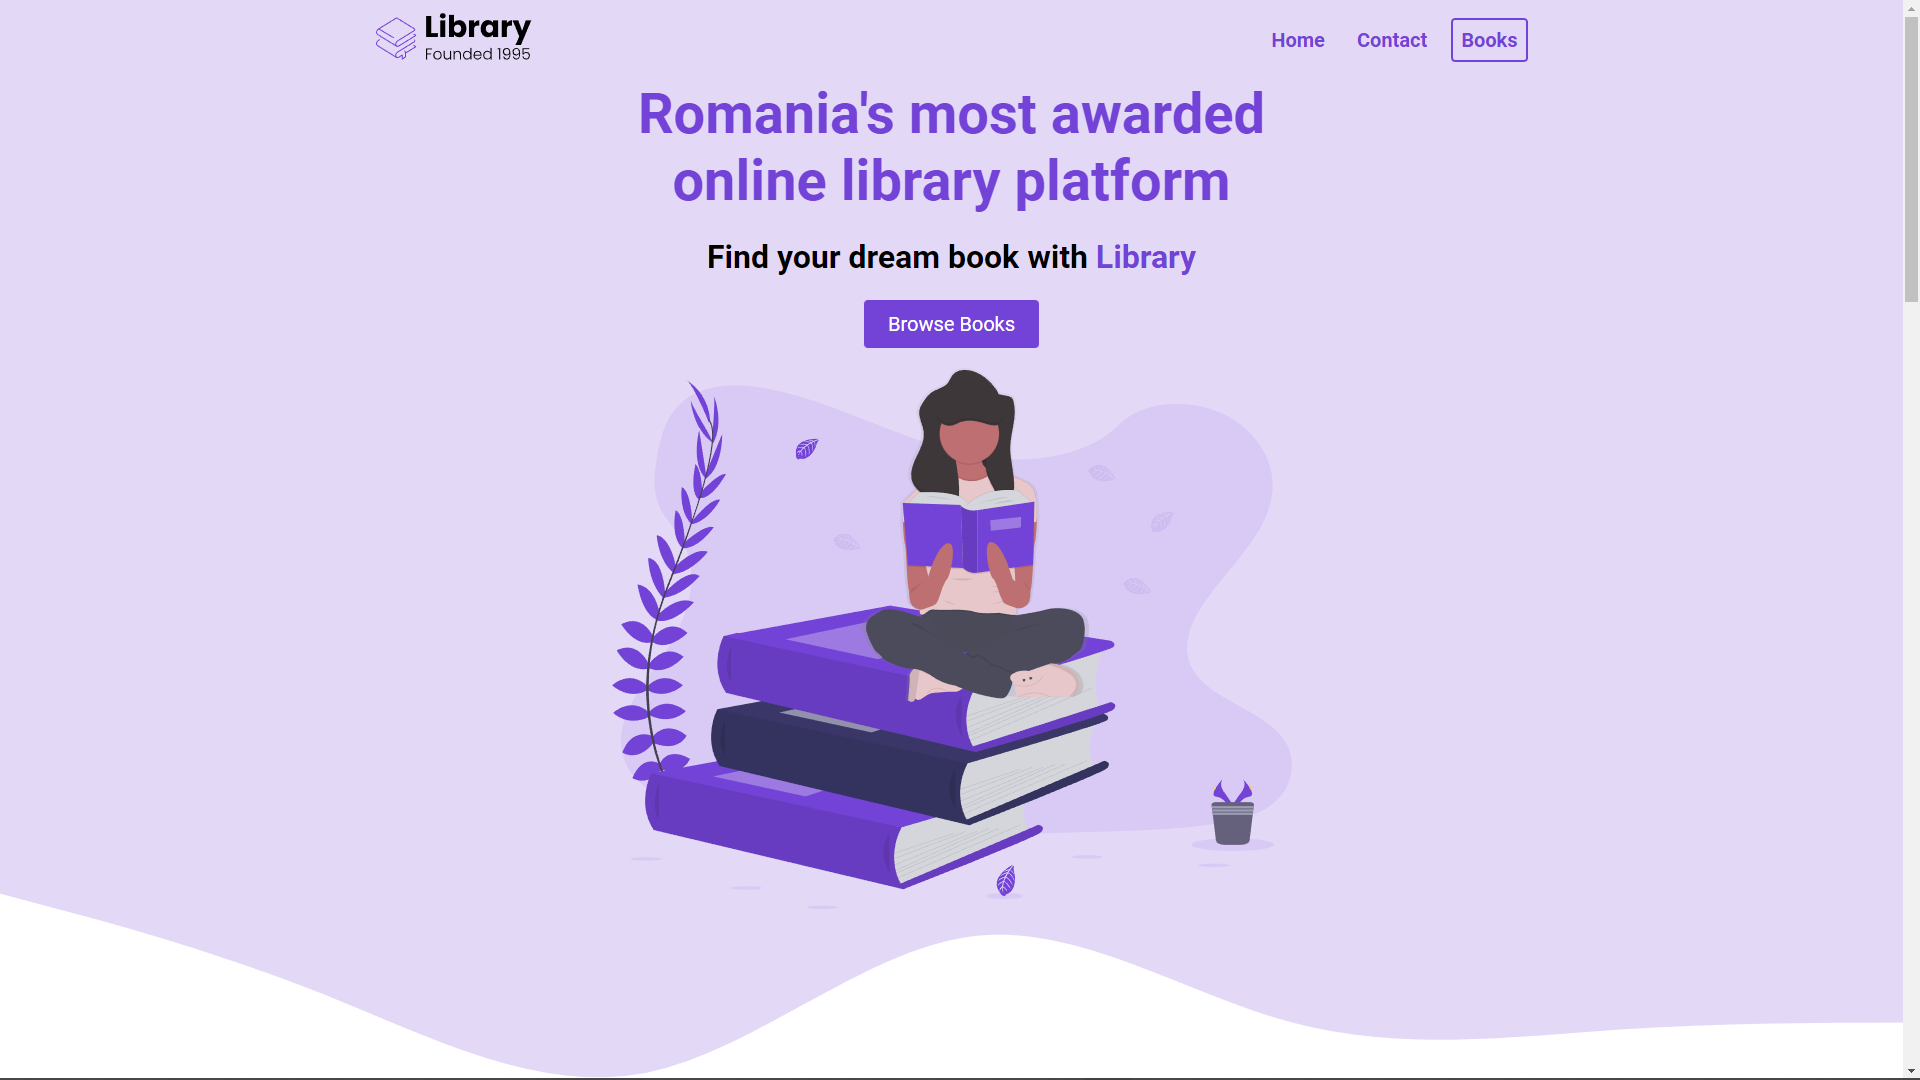 Library
Founded 1995
Home Contact Books
Romania's most awarded
online library platform
Find your dream book with Library
Browse Books